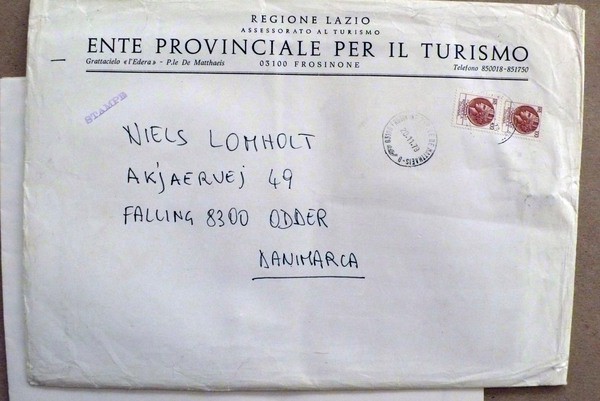 REGIONE LAZIO
ASSESSORATO AL TURISMO
ENTE PROVINCIALE PER IL TURISMO
Grattacielo «l'Edera» - P.le De Matthaeis
03100 FROSINONE
Telefono 850018-851750
STAMPE
NIELS LOMHOLT
AKJAERVEJ 49
FALLING 8300 ODDER
DANIMARCA